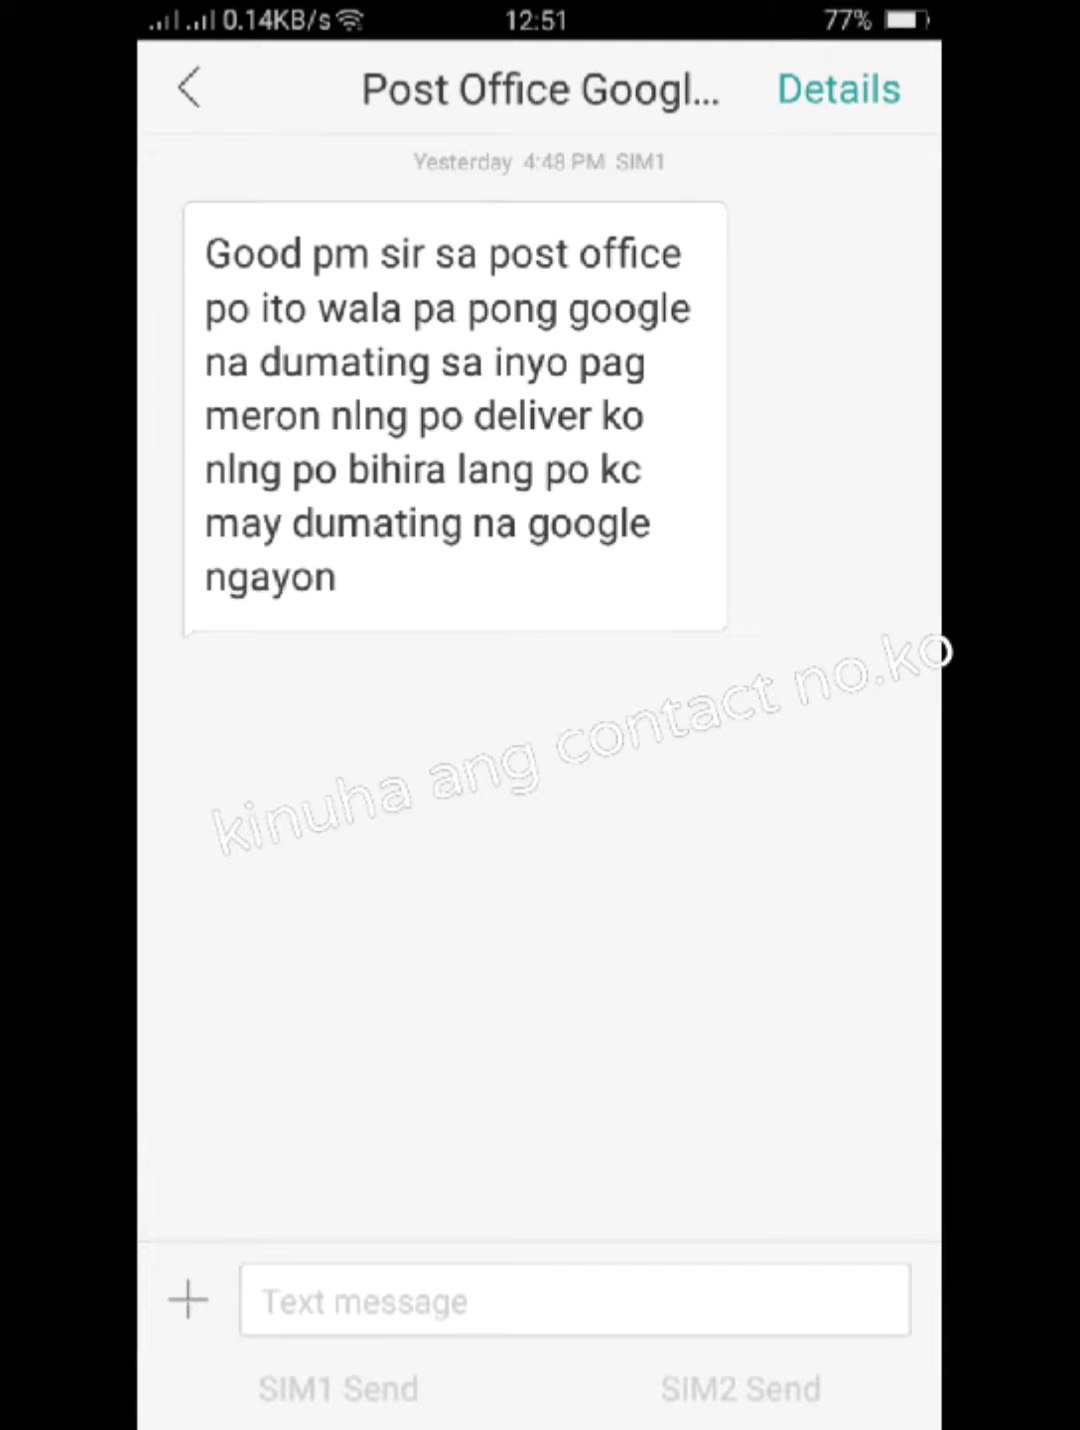 0.14KB/s 12:51 77%
Post Office Googl... Details
Yesterday 4:48 PM SIM1
Good pm sir sa post office
po ito wala pa pong google
na dumating sa inyo pag
meron nlng po deliver ko
nlng po bihira lang po kc
may dumating na google
ngayon
kinuha ang contact no.ko
Text message
SIM1 Send SIM2 Send